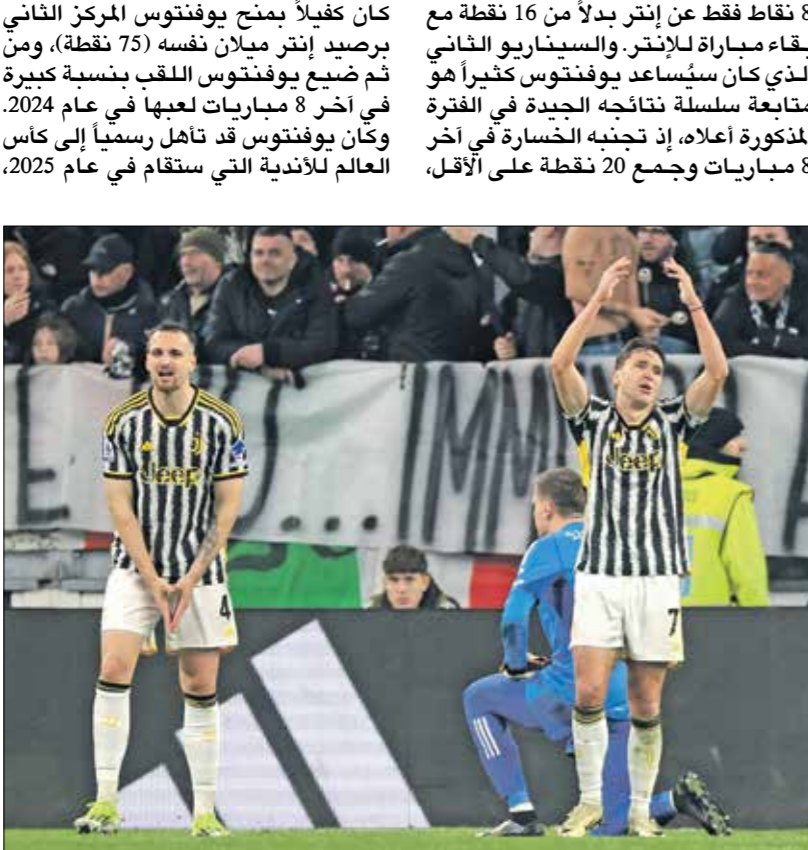 8 نقاط فقط عن إنتر بدلاً من 16 نقطة مع
بقاء مباراة للإنتر. والسيناريو الثاني
الذي كان سيُساعد يوفنتوس كثيراً هو
متابعة سلسلة نتائجه الجيدة في الفترة
المذكورة أعلاه، إذ تجنبه الخسارة في آخر
8 مباريات وجمع 20 نقطة على الأقل،
كان كفيلاً بمنح يوفنتوس المركز الثاني
برصيد إنتر ميلان نفسه (75 نقطة)، ومن
ثم ضيع يوفنتوس اللقب بنسبة كبيرة
في آخر 8 مباريات لعبها في عام 2024.
وكان يوفنتوس قد تأهل رسمياً إلى كأس
العالم للأندية التي ستقام في عام 2025،
... IMM
Jeep
Jeep
4
7